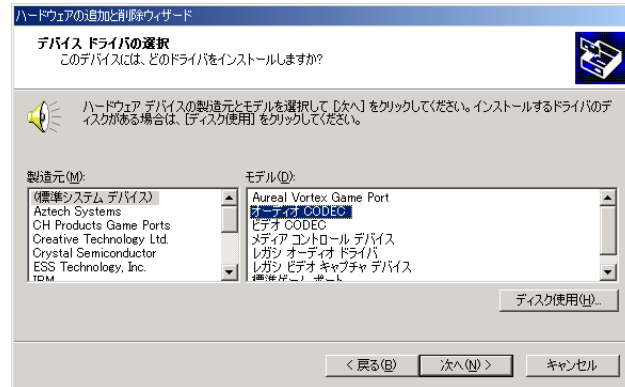 ハードウェアの追加と削除ウィザード
デバイス ドライバの選択
このデバイスには、どのドライバをインストールしますか?
ハードウェア デバイスの製造元とモデルを選択して [次へ] をクリックしてください。インストールするドライバのデ
ィスクがある場合は、[ディスク使用] をクリックしてください。
製造元(M):
モデル(D):
(標準システム デバイス)
Aztech Systems
CH Products Game Ports
Creative Technology Ltd.
Crystal Semiconductor
ESS Technology, Inc.
IBM
Aureal Vortex Game Port
オーディオ CODEC
ビデオ CODEC
メディア コントロール デバイス
レガシ オーディオ ドライバ
レガシ ビデオ キャプチャ デバイス
標準ゲーム ポート
ディスク使用(H)...
< 戻る(B)
次へ(N) >
キャンセル